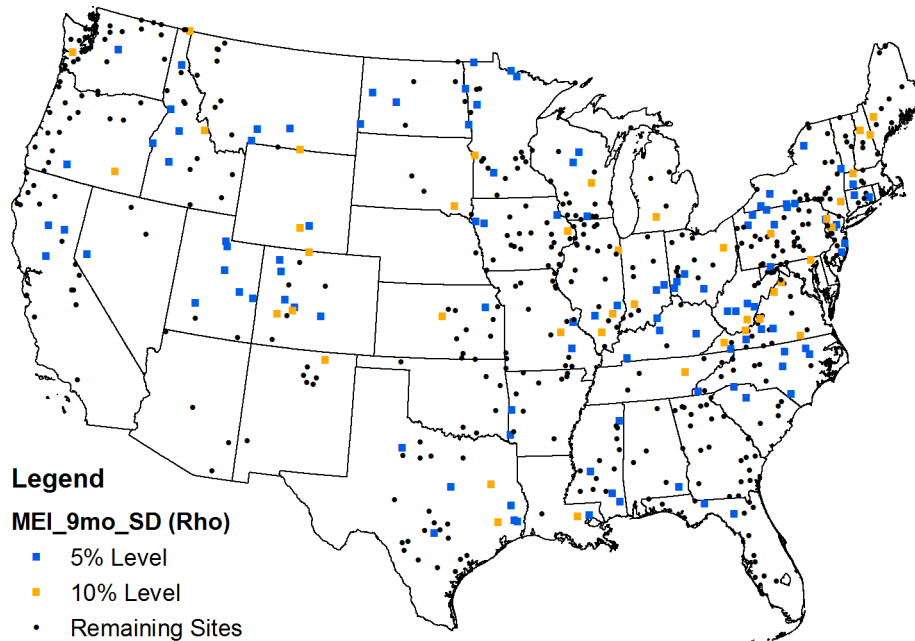 Legend
MEI_9mo_SD (Rho)
5% Level
10% Level
Remaining Sites